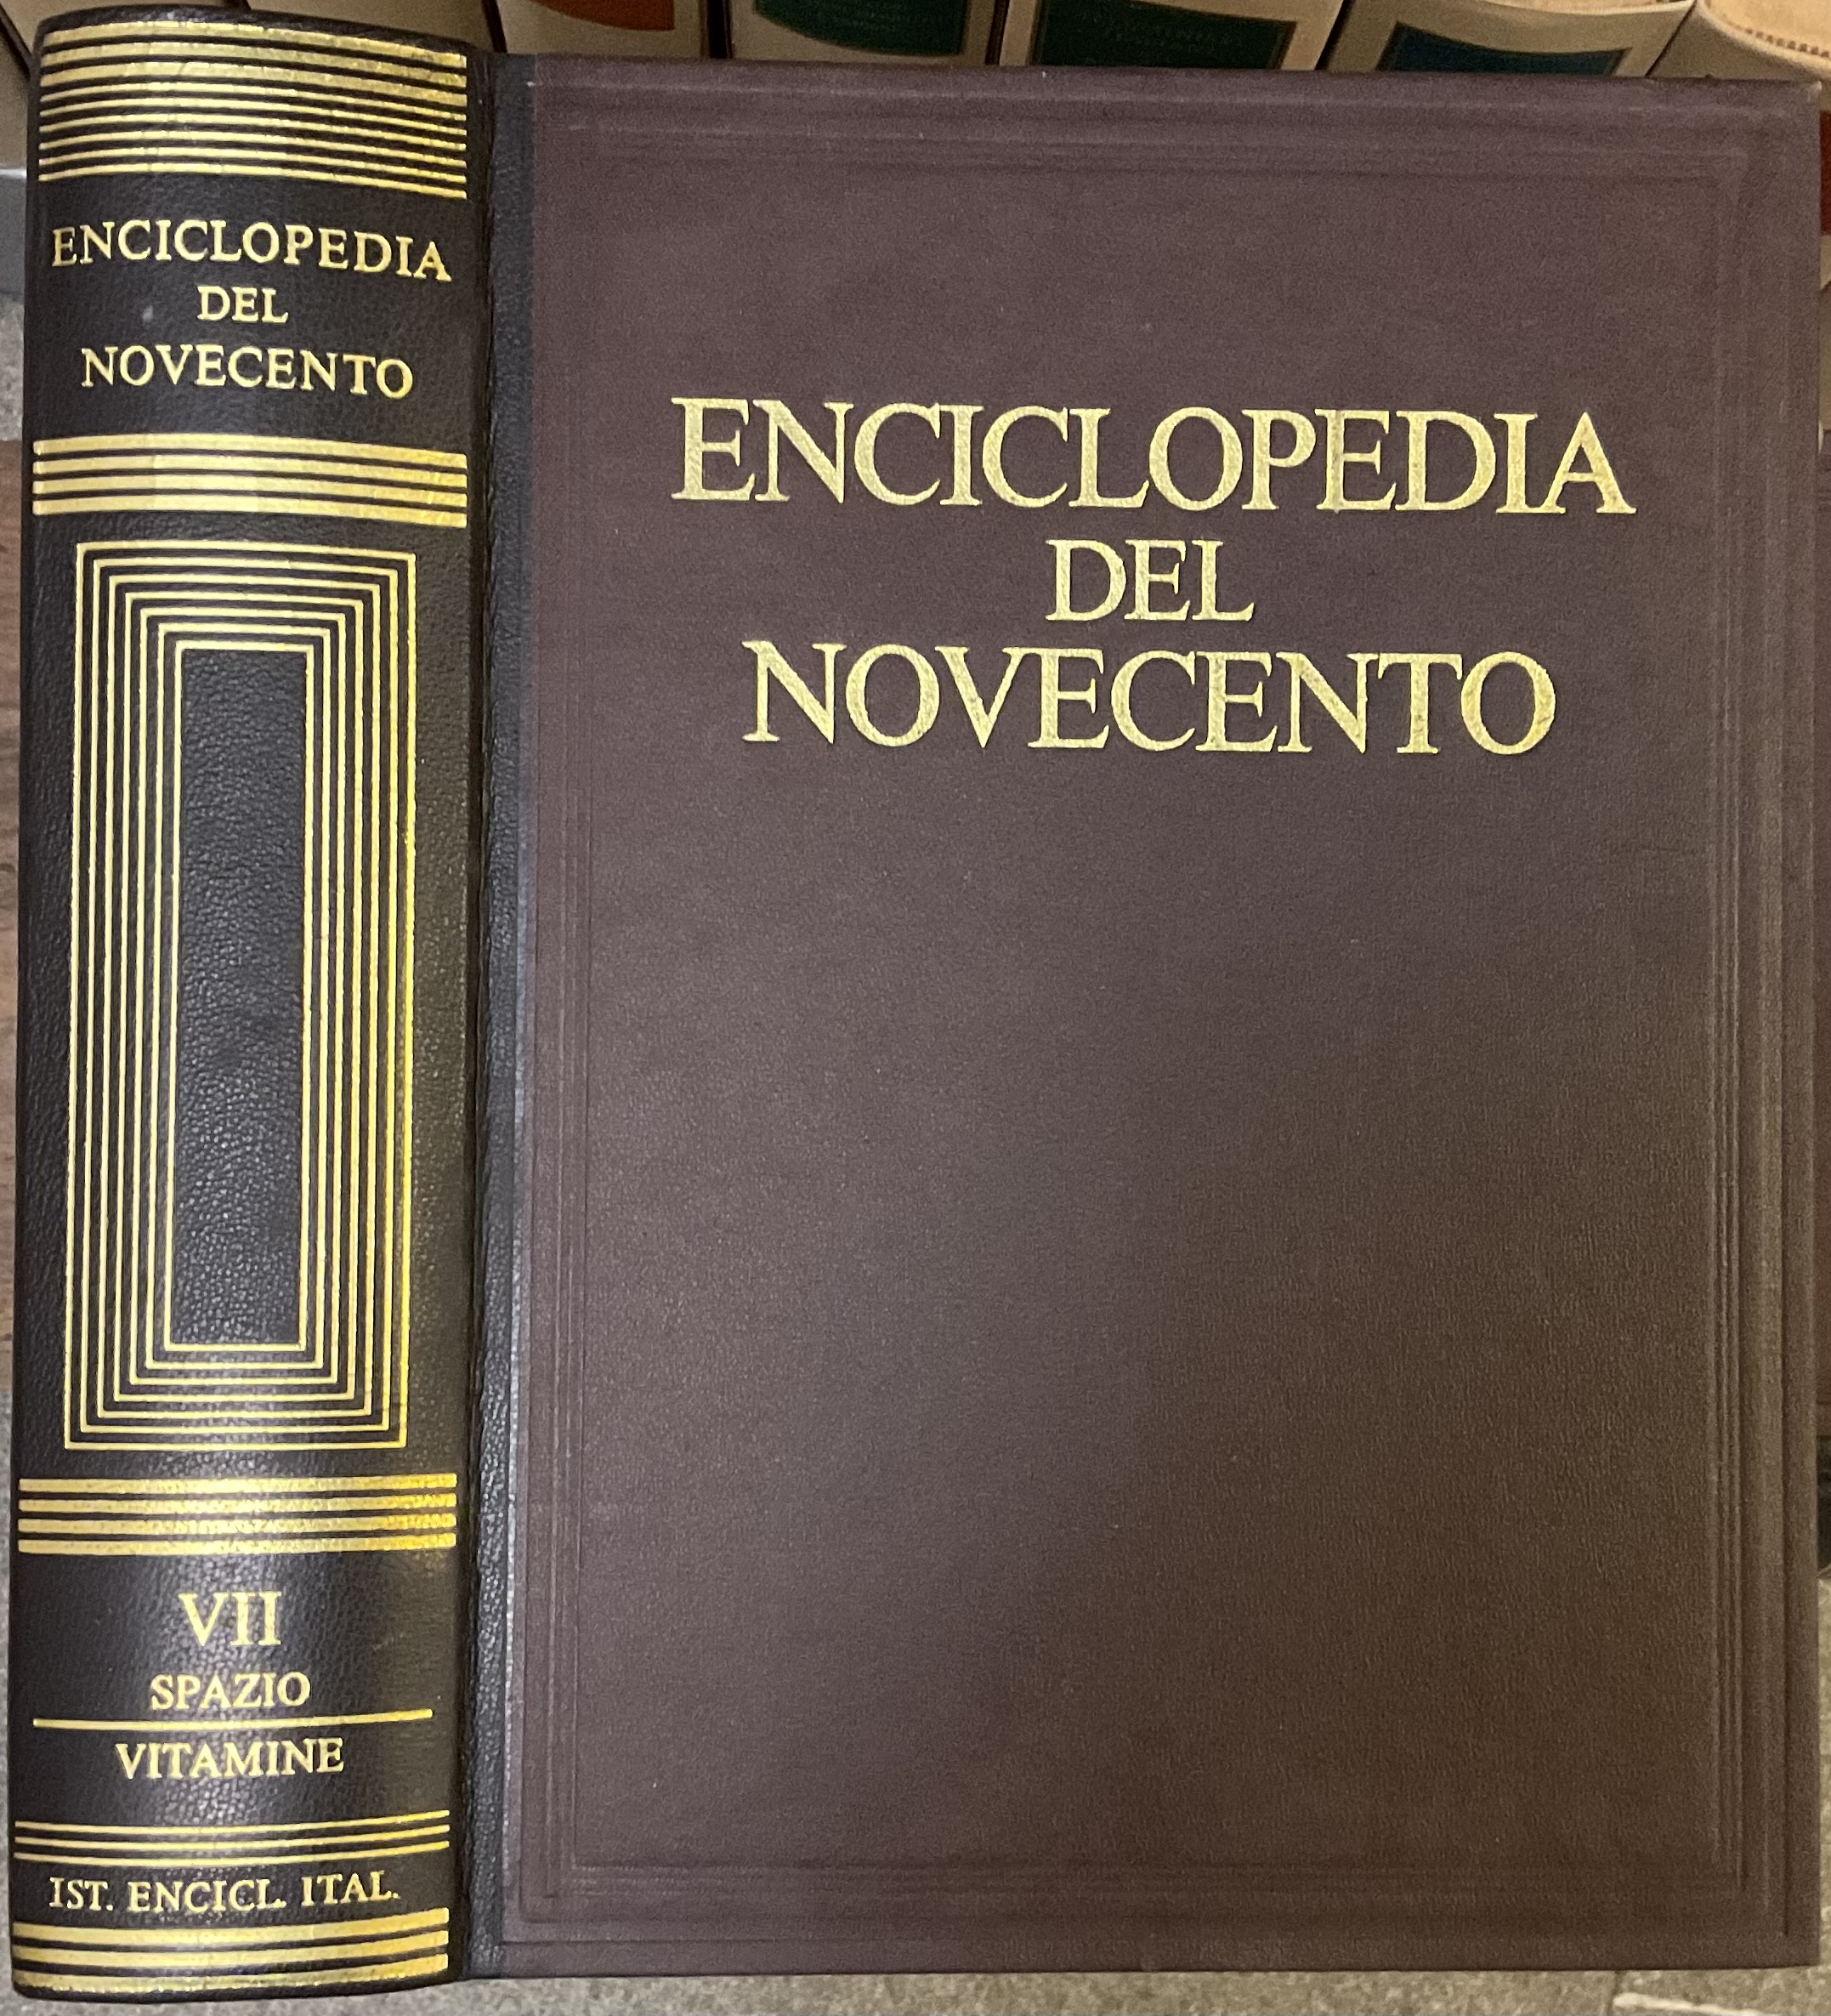 ENCICLOPEDIA
DEL
NOVECENTO
VII
SPAZIO
VITAMINE
IST. ENCICL. ITAL.
ENCICLOPEDIA
DEL
NOVECENTO